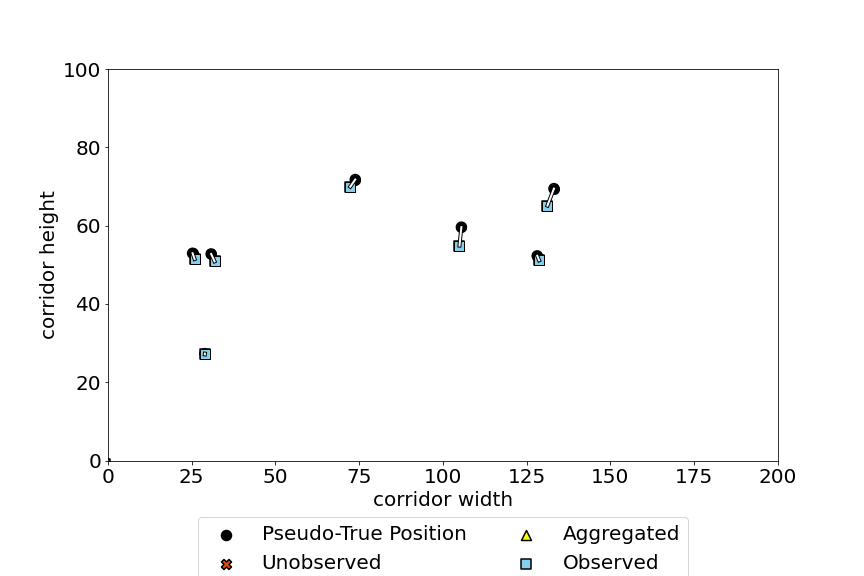 100
80
60
40
20
0
corridor height
0 25 50 75 100 125 150 175 200
corridor width
Pseudo-True Position Aggregated
Unobserved Observed